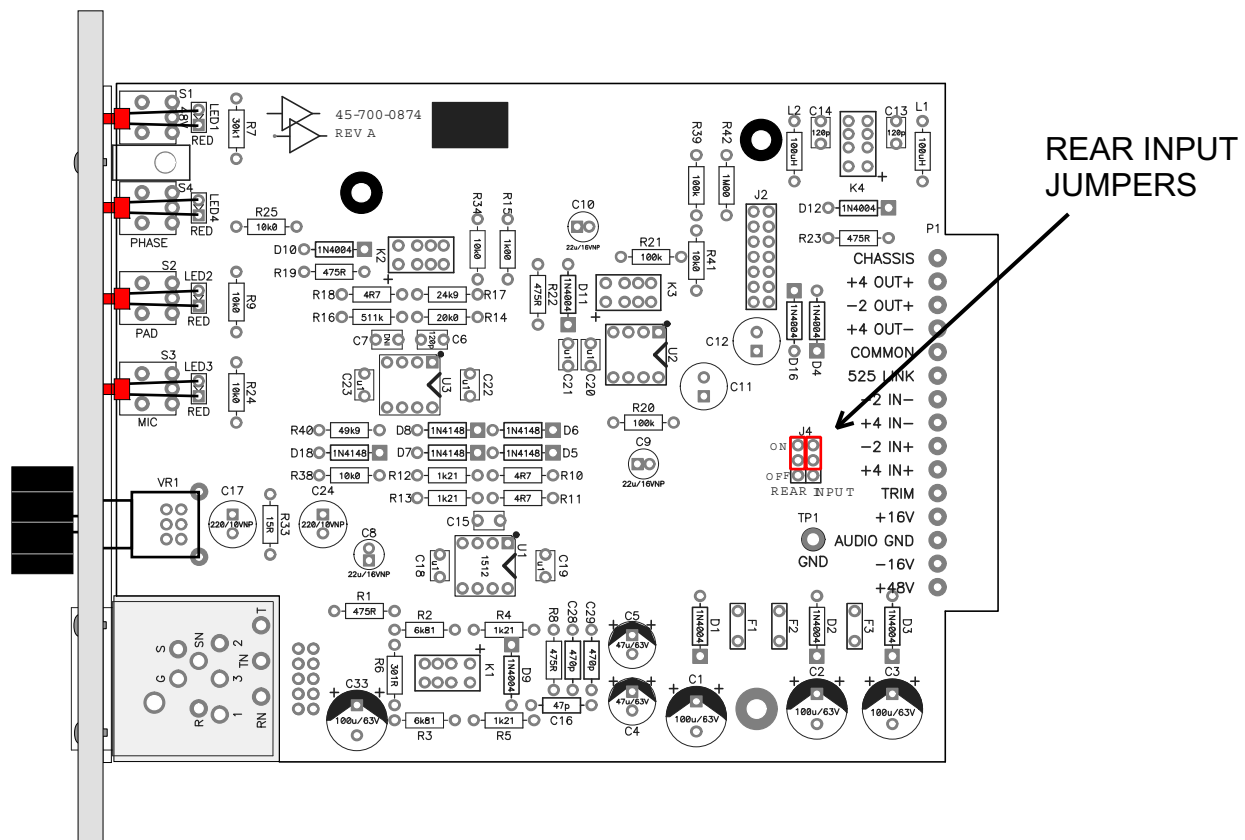 REAR INPUT
JUMPERS
45-700-0874
REV A
S1
48V
LED1
RED
R7
30k1
S4
LED4
RED
PHASE
R25
10k0
S2
LED2
RED
PAD
R9
10k0
S3
LED3
RED
MIC
R24
10k0
D10
1N4004
R19
475R
K2
+
R34
10k0
R15
1k00
R18
4R7
24k9
R17
R16
511k
20k0
R14
C7
INC
120p
C6
C23
u1
U3
C22
u1
C10
22u/16VNP
R21
100k
R22
475R
D11
1N4004
K3
+
C21
u1
C20
u1
U2
R39
100k
R42
1M00
R41
10k0
J2
C12
C11
R20
100k
C9
22u/16VNP
L2
100uH
C14
120p
K4
+
C13
120p
L1
100uH
D12
1N4004
R23
475R
D16
1N4004
D4
1N4004
P1
CHASSIS
+4 OUT+
-2 OUT+
+4 OUT-
COMMON
525 LINK
-2 IN-
+4 IN-
-2 IN+
+4 IN+
TRIM
+16V
AUDIO GND
-16V
+48V
J4
ON
OFF
REAR INPUT
TP1
GND
R40
49k9
D8
1N4148
1N4148
D6
D18
1N4148
D7
1N4148
1N4148
D5
R38
10k0
R12
1k21
4R7
R10
R13
1k21
4R7
R11
VR1
C17
220/10VNP
R33
15R
C24
220/10VNP
C8
22u/16VNP
C15
C18
u1
U1
1512
C19
u1
R1
475R
R2
6k81
R4
1k21
R6
301R
K1
+
D9
1N4004
R3
6k81
R5
1k21
R8
475R
C28
470p
C29
470p
47p
C16
C5
+
47u/63V
+
47u/63V
C4
C33
+
100u/63V
C1
+
100u/63V
C2
+
100u/63V
C3
+
100u/63V
D1
1N4004
F1
F2
D2
1N4004
F3
D3
1N4004
T
S
SN
2
TN
G
3
R
1
RN